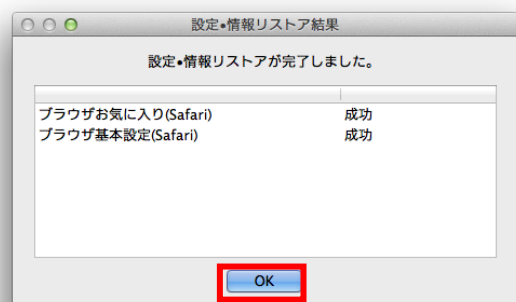 設定•情報リストア結果
設定•情報リストアが完了しました。
ブラウザお気に入り(Safari) 成功
ブラウザ基本設定(Safari) 成功
OK